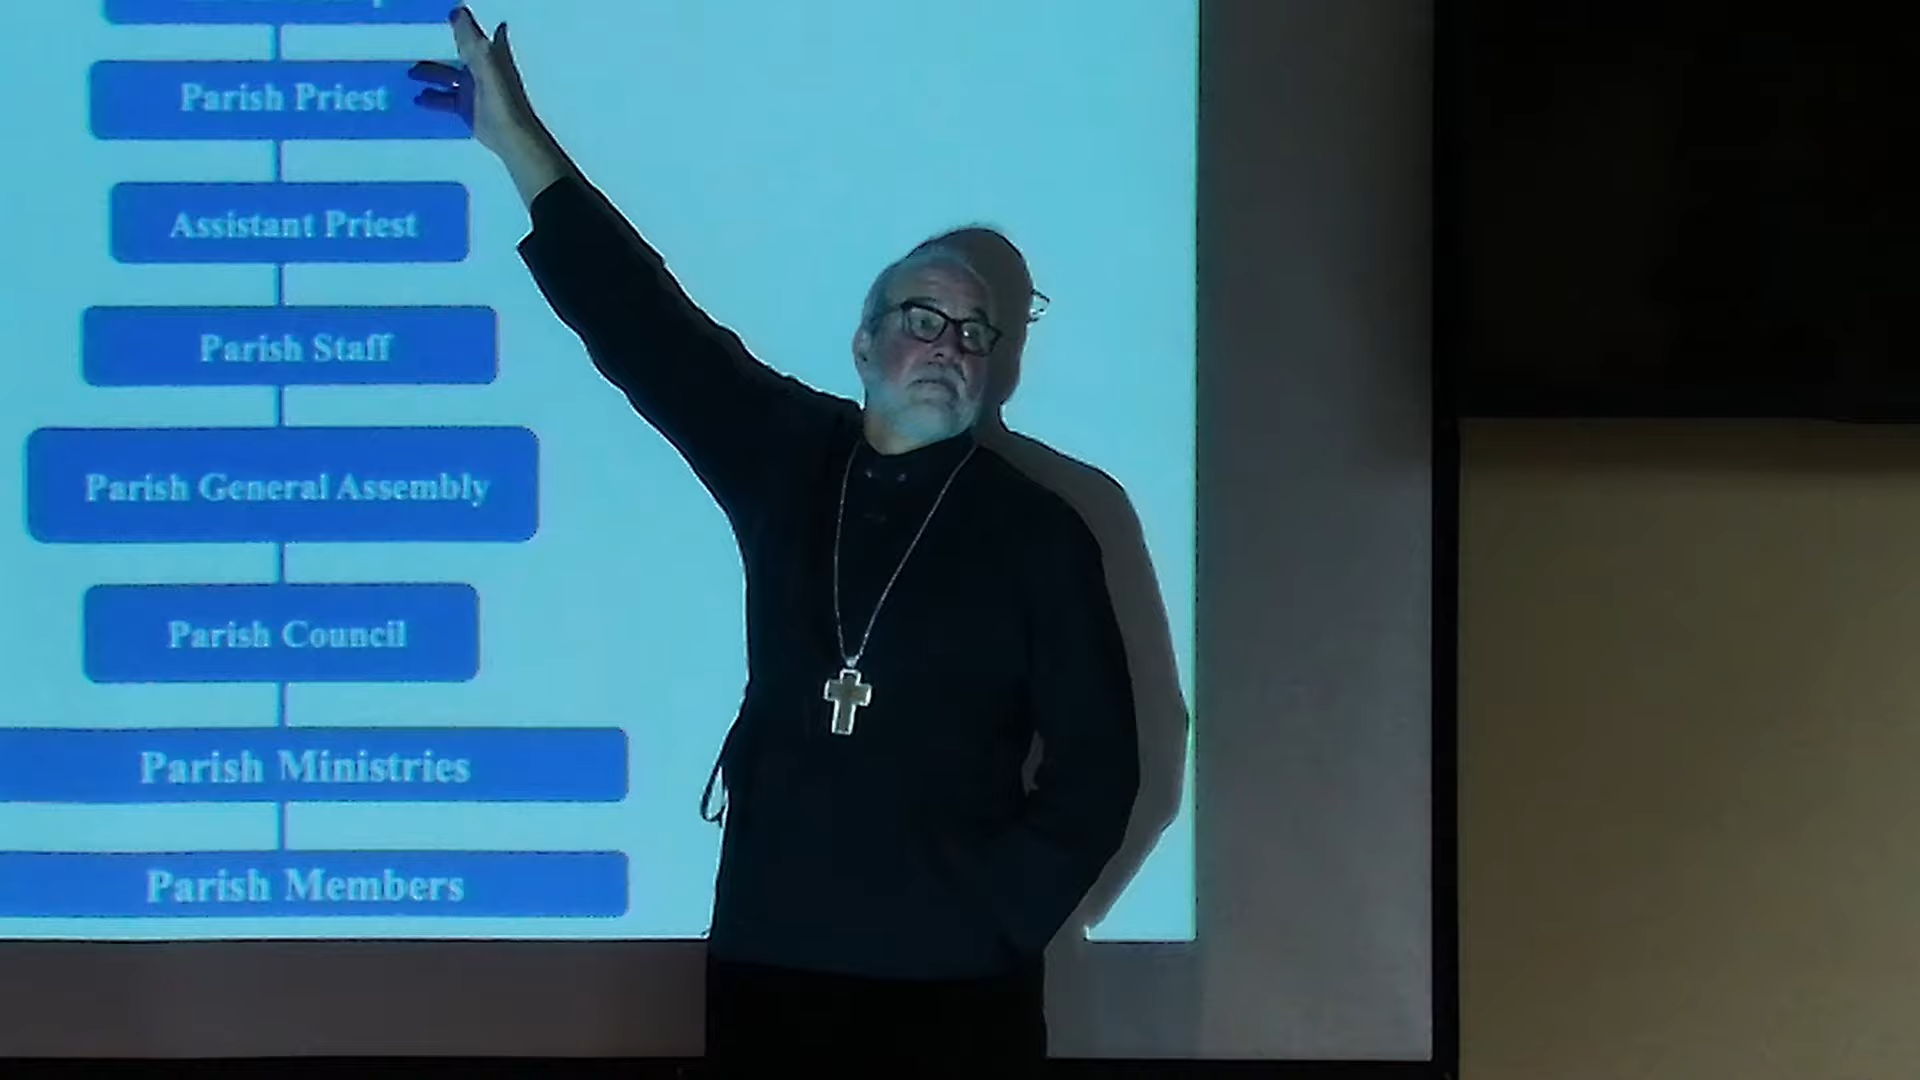 Parish Priest
Assistant Priest
Parish Staff
Parish General Assembly
Parish Council
Parish Ministries
Parish Members